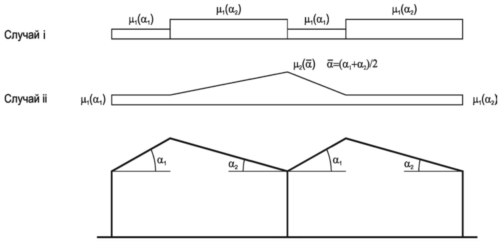 μ₁(α₁) μ₁(α₂) μ₁(α₁) μ₁(α₂)
Случай i
μ₂(α̅) α̅=(α₁+α₂)/2
Случай ii μ₁(α₁) μ₁(α₂)
α₁ α₂ α₁ α₂